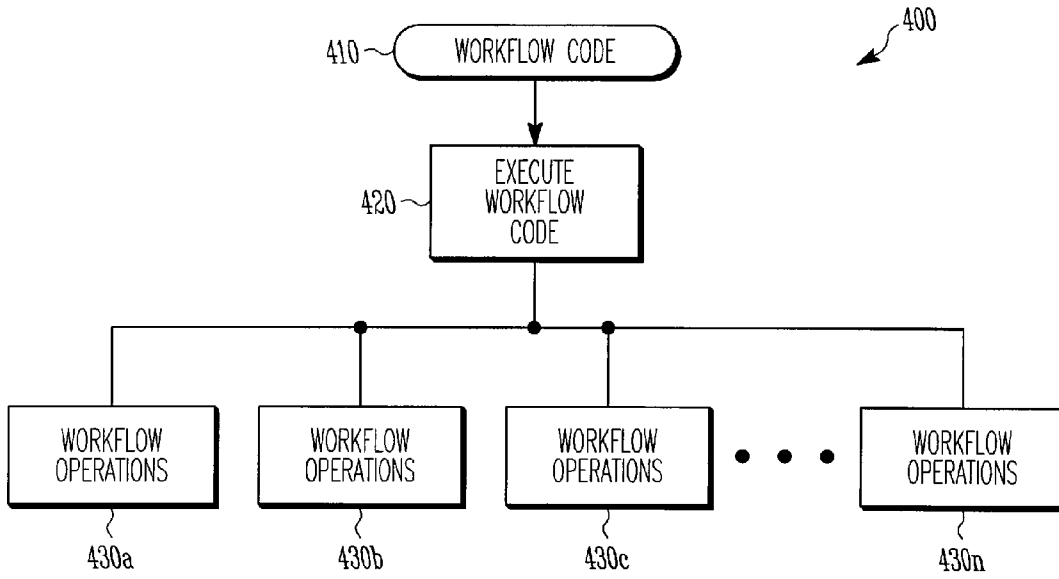 400
410
WORKFLOW CODE
420
EXECUTE
WORKFLOW
CODE
WORKFLOW
OPERATIONS
WORKFLOW
OPERATIONS
WORKFLOW
OPERATIONS
WORKFLOW
OPERATIONS
430a
430b
430c
430n